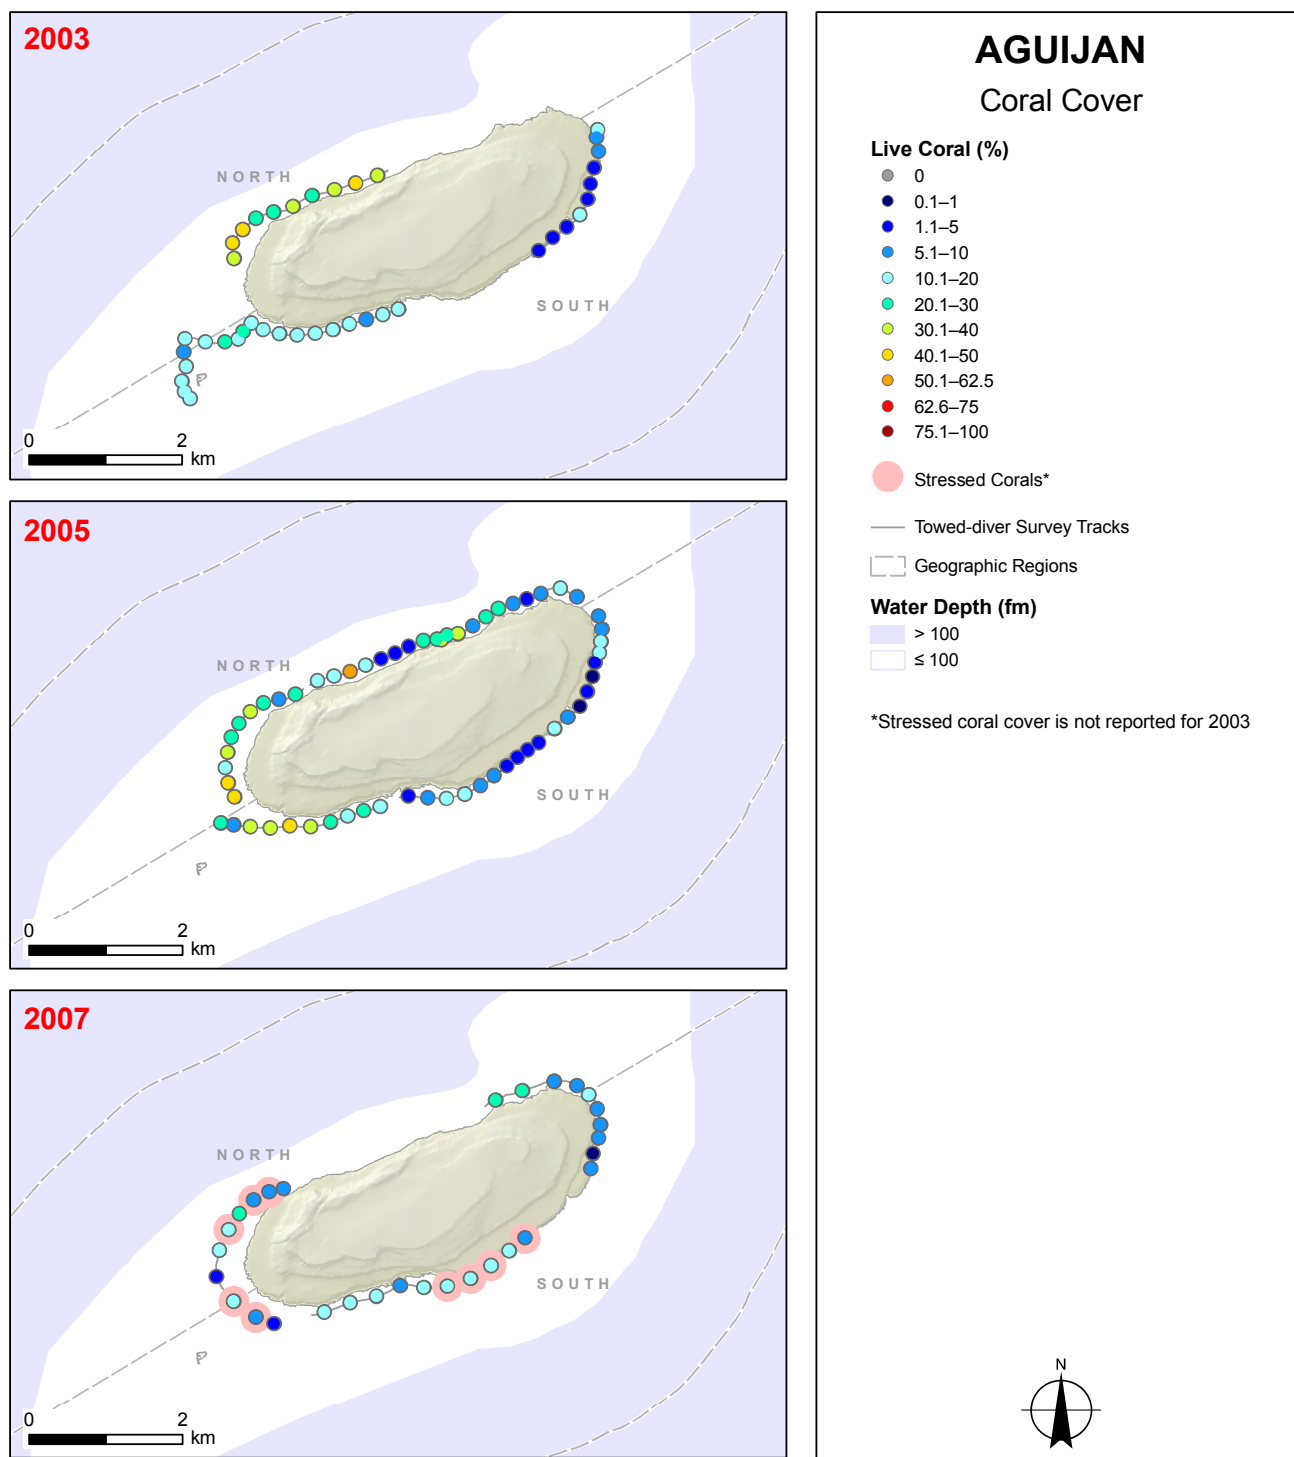 2003
NORTH
SOUTH
0 2
km
2005
NORTH
SOUTH
0 2
km
2007
NORTH
SOUTH
0 2
km
AGUIJAN
Coral Cover
Live Coral (%)
0
0.1–1
1.1–5
5.1–10
10.1–20
20.1–30
30.1–40
40.1–50
50.1–62.5
62.6–75
75.1–100
Stressed Corals*
Towed-diver Survey Tracks
Geographic Regions
Water Depth (fm)
> 100
≤ 100
*Stressed coral cover is not reported for 2003
N